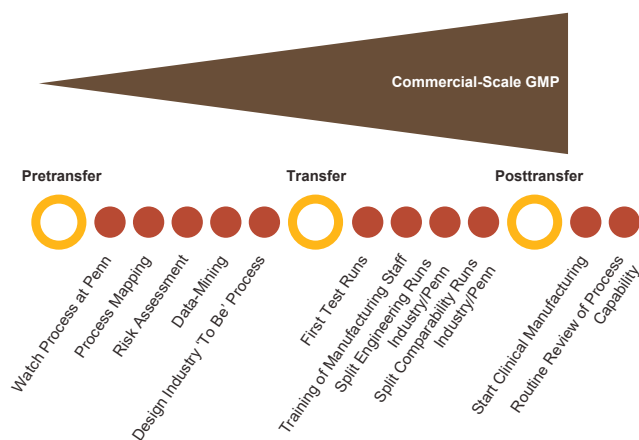 Commercial-Scale GMP
Pretransfer
Transfer
Posttransfer
Watch Process at Penn
Process Mapping
Risk Assessment
Data-Mining
Design Industry 'To Be' Process
First Test Runs
Training of Manufacturing Staff
Split Engineering Runs
Industry/Penn
Split Comparability Runs
Industry/Penn
Start Clinical Manufacturing
Routine Review of Process
Capability